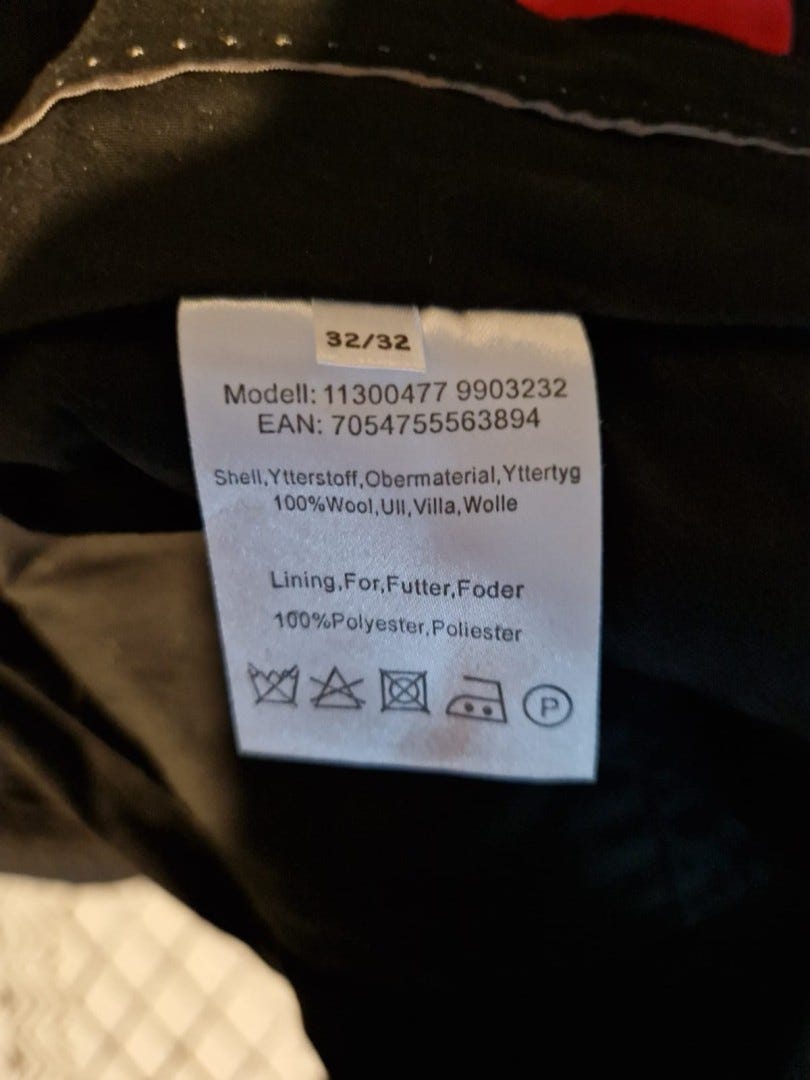 32/32
Modell: 11300477 9903232
EAN: 7054755563894
Shell,Ytterstoff,Obermaterial,Yttertyg
100%Wool,Ull,Villa,Wolle
Lining,For,Futter,Foder
100%Polyester,Poliester
P